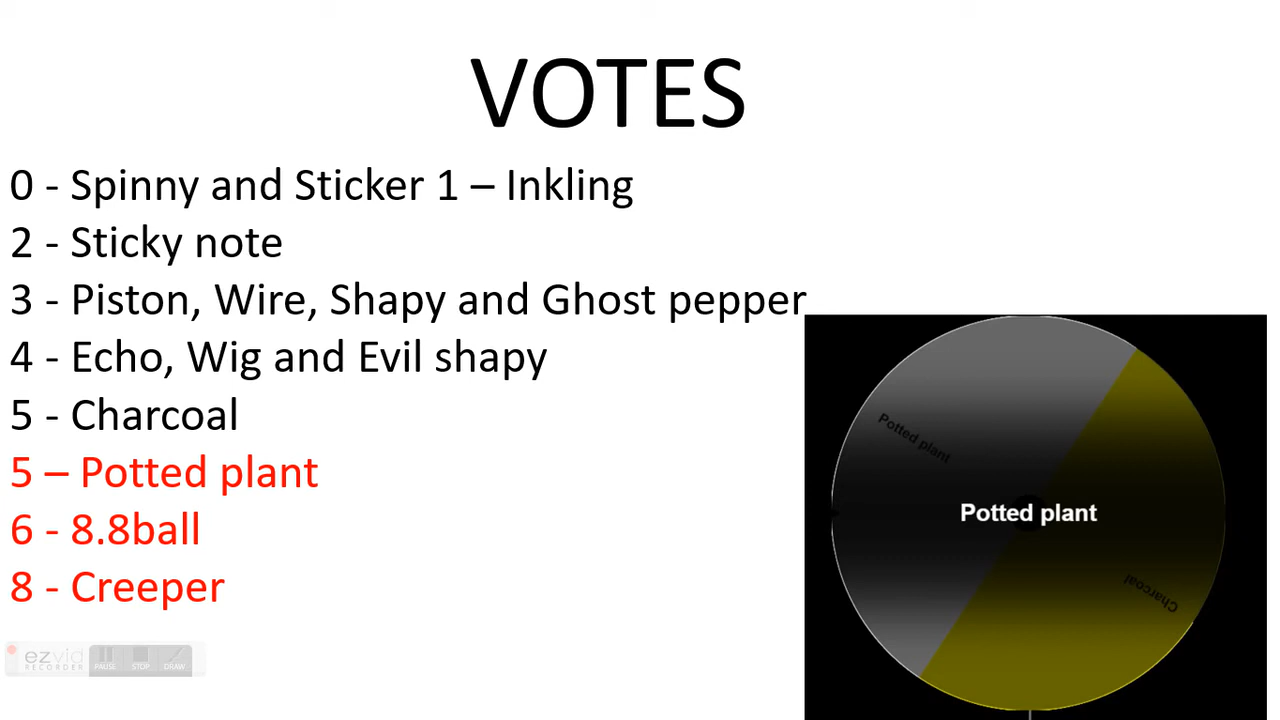 VOTES
0 - Spinny and Sticker 1 – Inkling
2 - Sticky note
3 - Piston, Wire, Shapy and Ghost pepper
4 - Echo, Wig and Evil shapy
5 - Charcoal
5 – Potted plant
6 - 8.8ball
8 - Creeper
Potted plant
Potted plant
Charcoal
ezvid
RECORDER
PAUSE
STOP
DRAW